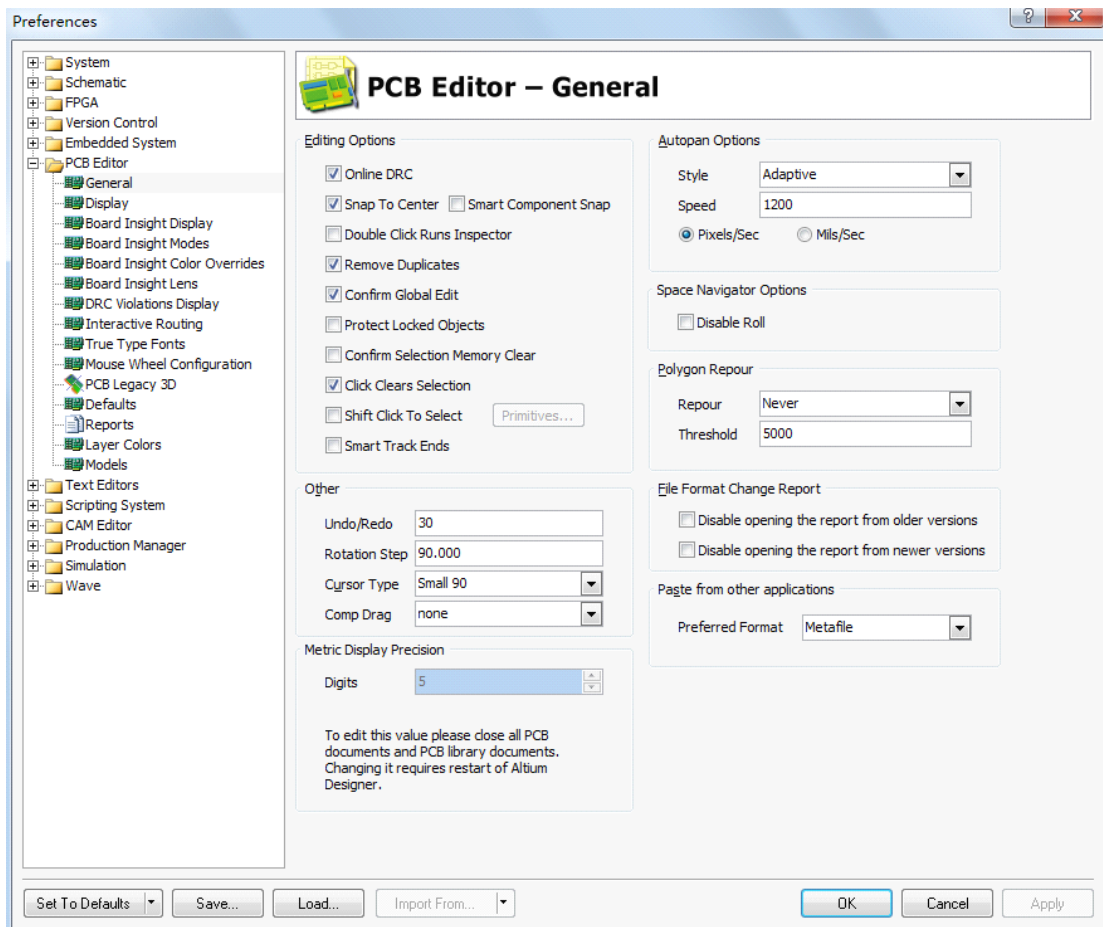 Preferences
System
Schematic
FPGA
Version Control
Embedded System
PCB Editor
General
Display
Board Insight Display
Board Insight Modes
Board Insight Color Overrides
Board Insight Lens
DRC Violations Display
Interactive Routing
True Type Fonts
Mouse Wheel Configuration
PCB Legacy 3D
Defaults
Reports
Layer Colors
Models
Text Editors
Scripting System
CAM Editor
Production Manager
Simulation
Wave
PCB Editor – General
Editing Options
Online DRC
Snap To Center Smart Component Snap
Double Click Runs Inspector
Remove Duplicates
Confirm Global Edit
Protect Locked Objects
Confirm Selection Memory Clear
Click Clears Selection
Shift Click To Select Primitives...
Smart Track Ends
Other
Undo/Redo 30
Rotation Step 90.000
Cursor Type Small 90
Comp Drag none
Metric Display Precision
Digits 5
To edit this value please close all PCB
documents and PCB library documents.
Changing it requires restart of Altium
Designer.
Autopan Options
Style Adaptive
Speed 1200
Pixels/Sec Mils/Sec
Space Navigator Options
Disable Roll
Polygon Repour
Repour Never
Threshold 5000
File Format Change Report
Disable opening the report from older versions
Disable opening the report from newer versions
Paste from other applications
Preferred Format Metafile
Set To Defaults Save... Load... Import From... OK Cancel Apply